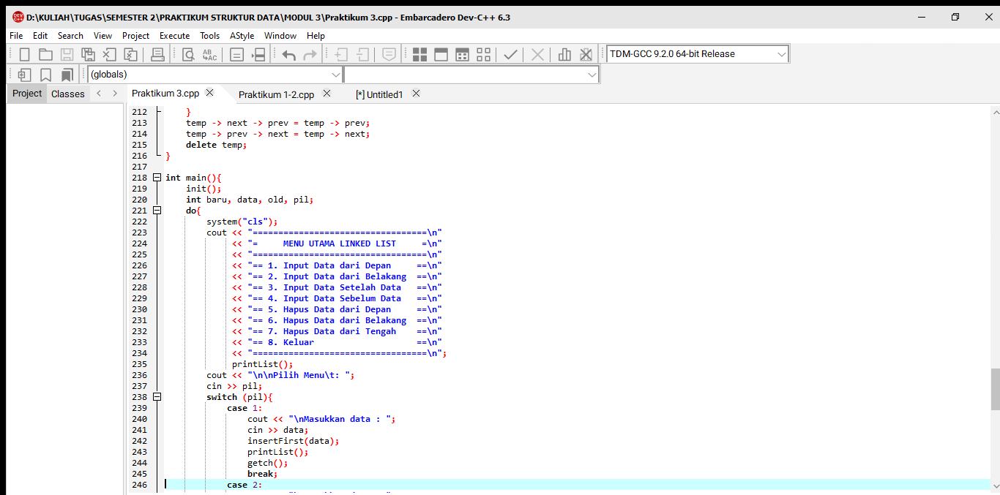 D:\KULIAH\TUGAS\SEMESTER 2\PRAKTIKUM STRUKTUR DATA\MODUL 3\Praktikum 3.cpp - Embarcadero Dev-C++ 6.3
File Edit Search View Project Execute Tools AStyle Window Help
TDM-GCC 9.2.0 64-bit Release
(globals)
Project Classes Praktikum 3.cpp Praktikum 1-2.cpp [*] Untitled1
212 }
213 temp -> next -> prev = temp -> prev;
214 temp -> prev -> next = temp -> next;
215 delete temp;
216 }
217
218 int main(){
219 init();
220 int baru, data, old, pil;
221 do{
222 system("cls");
223 cout << "==================================\n"
224 << "=     MENU UTAMA LINKED LIST     =\n"
225 << "==================================\n"
226 << "== 1. Input Data dari Depan     ==\n"
227 << "== 2. Input Data dari Belakang  ==\n"
228 << "== 3. Input Data Setelah Data   ==\n"
229 << "== 4. Input Data Sebelum Data   ==\n"
230 << "== 5. Hapus Data dari Depan     ==\n"
231 << "== 6. Hapus Data dari Belakang  ==\n"
232 << "== 7. Hapus Data dari Tengah    ==\n"
233 << "== 8. Keluar                    ==\n"
234 << "==================================\n";
235 printList();
236 cout << "\n\nPilih Menu\t: ";
237 cin >> pil;
238 switch (pil){
239 case 1:
240 cout << "\nMasukkan data : ";
241 cin >> data;
242 insertFirst(data);
243 printList();
244 getch();
245 break;
246 case 2: